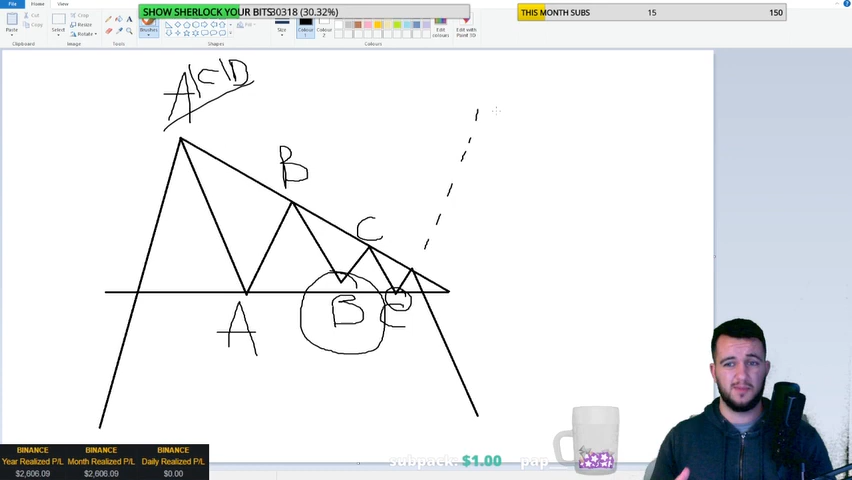 SHOW SHERLOCK YOUR BITS 30318 (30.32%)
THIS MONTH SUBS 15 150
File Home View
Paste
Cut
Copy
Select
Crop
Resize
Rotate
Brushes
Size
Colour 1
Colour 2
Edit colours
Edit with Paint 3D
Clipboard
Image
Tools
Shapes
Colours
A\C\D
B
C
A
B
C
BINANCE BINANCE BINANCE
Year Realized P/L Month Realized P/L Daily Realized P/L
$2,606.09 $2,606.09 $0.00
subpack: $1.00 pap